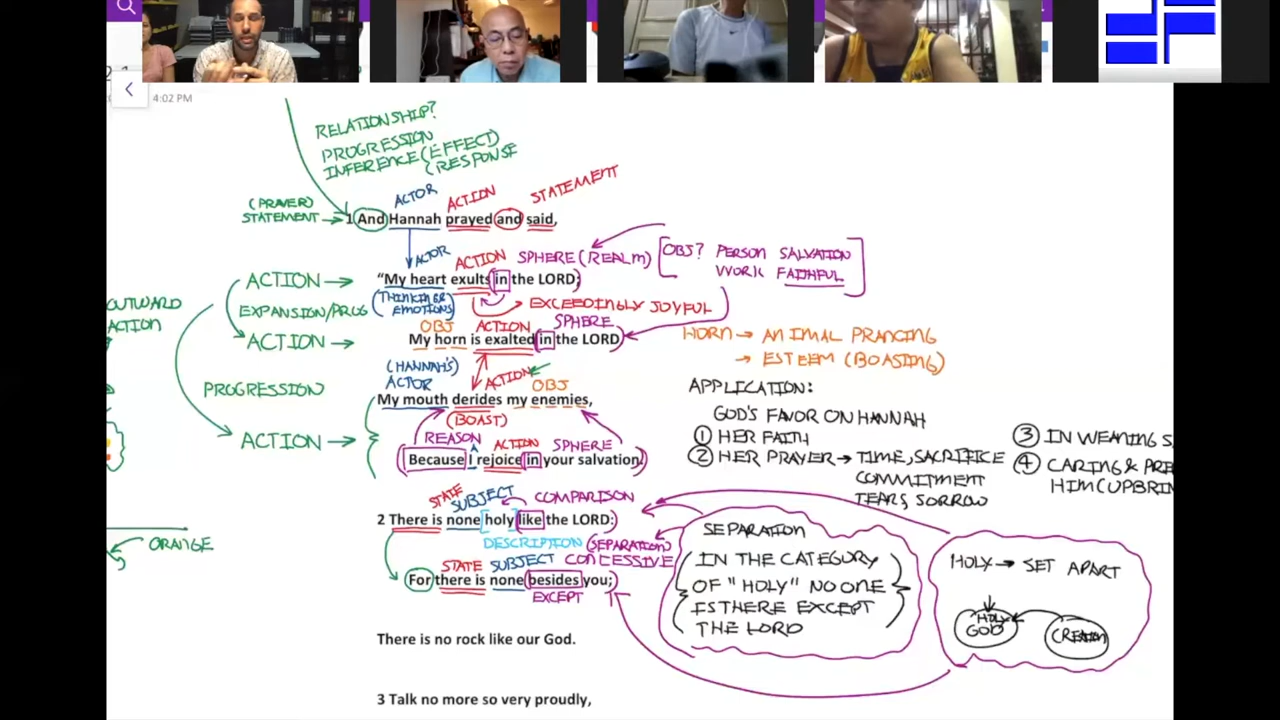 4:02 PM
RELATIONSHIP?
PROGRESSION
INFERENCE (EFFECT)
(RESPONSE
(PRAYER)
STATEMENT
ACTOR ACTION STATEMENT
1 And Hannah prayed and said,
ACTOR ACTION SPHERE (REALM)
OBJ? PERSON SALVATION
WORK FAITHFUL
ACTION
"My heart exults in the LORD;
(THINKING & EMOTIONS)
EXCEEDINGLY JOYFUL
OUTWARD
ACTION
EXPANSION/PROG
OBJ ACTION SPHERE
ACTION
My horn is exalted in the LORD
HORN → ANIMAL PRANCING
→ ESTEEM (BOASTING)
(HANNAH'S)
ACTOR ACTION OBJ
PROGRESSION
My mouth derides my enemies,
(BOAST)
ACTION
REASON ACTION SPHERE
Because I rejoice in your salvation.
APPLICATION:
GOD'S FAVOR ON HANNAH
1 HER FAITH
2 HER PRAYER → TIME, SACRIFICE
COMMITMENT
TEARS, SORROW
3 IN WEANING S
4 CARING & PRE
HIM (UPBRIN
STATE SUBJECT COMPARISON
2 There is none holy like the LORD:
DESCRIPTION (SEPARATION)
STATE SUBJECT CONCESSIVE
For there is none besides you;
EXCEPT
ORANGE
SEPARATION
IN THE CATEGORY
OF "HOLY" NO ONE
IS THERE EXCEPT
THE LORD
HOLY → SET APART
HOLY
GOD
CREATION
There is no rock like our God.
3 Talk no more so very proudly,